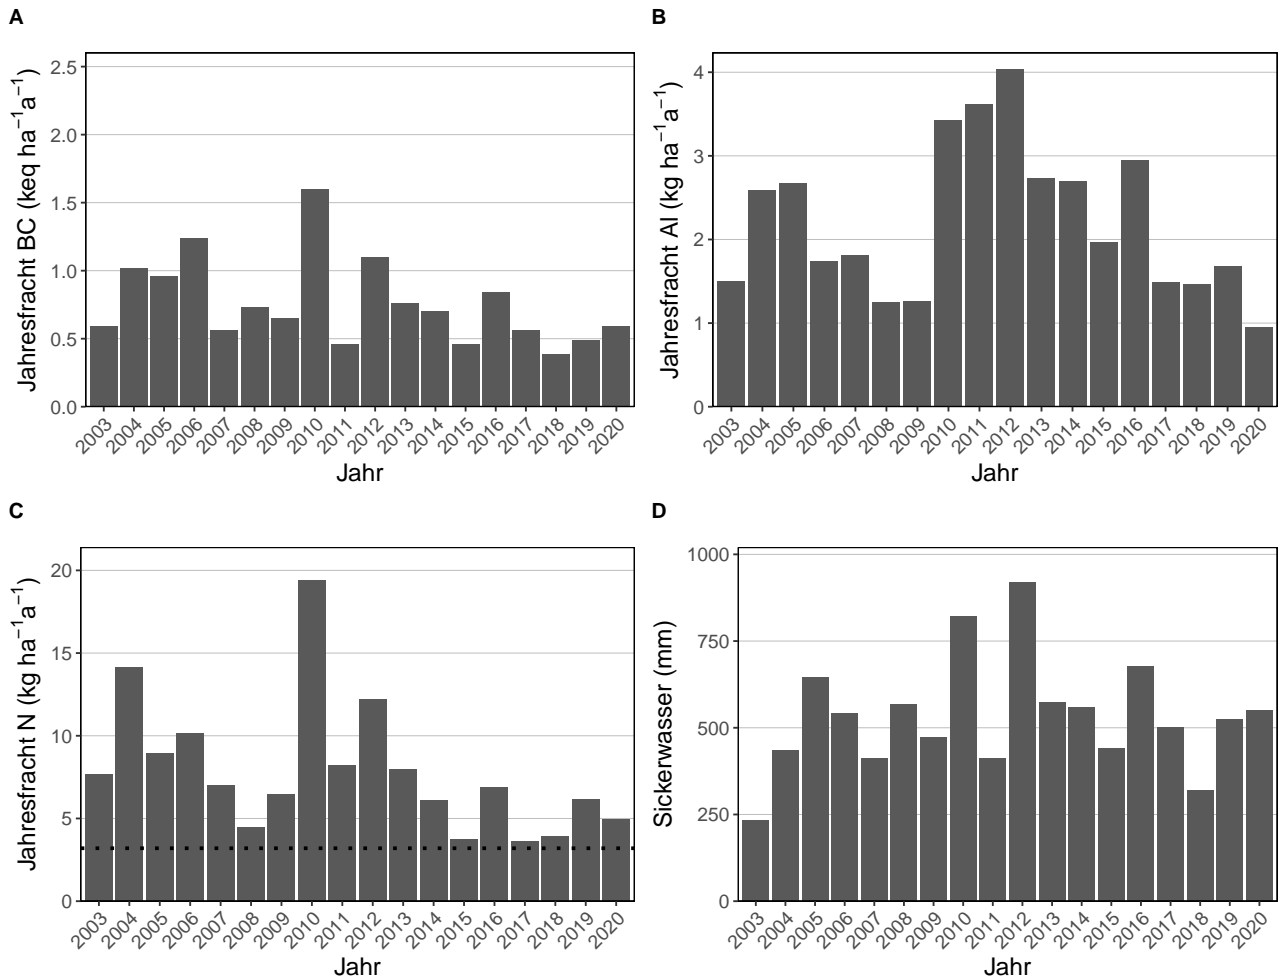 A
Jahresfracht BC (keq ha⁻¹a⁻¹)
2.5
2.0
1.5
1.0
0.5
0.0
2003 2004 2005 2006 2007 2008 2009 2010 2011 2012 2013 2014 2015 2016 2017 2018 2019 2020
Jahr
B
Jahresfracht Al (kg ha⁻¹a⁻¹)
4
3
2
1
0
2003 2004 2005 2006 2007 2008 2009 2010 2011 2012 2013 2014 2015 2016 2017 2018 2019 2020
Jahr
C
Jahresfracht N (kg ha⁻¹a⁻¹)
20
15
10
5
0
2003 2004 2005 2006 2007 2008 2009 2010 2011 2012 2013 2014 2015 2016 2017 2018 2019 2020
Jahr
D
Sickerwasser (mm)
1000
750
500
250
0
2003 2004 2005 2006 2007 2008 2009 2010 2011 2012 2013 2014 2015 2016 2017 2018 2019 2020
Jahr